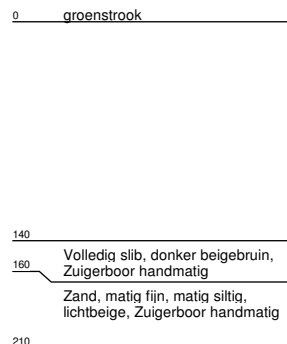 0 groenstrook
140
Volledig slib, donker beigebruin,
160 Zuigerboor handmatig
Zand, matig fijn, matig siltig,
lichtbeige, Zuigerboor handmatig
210